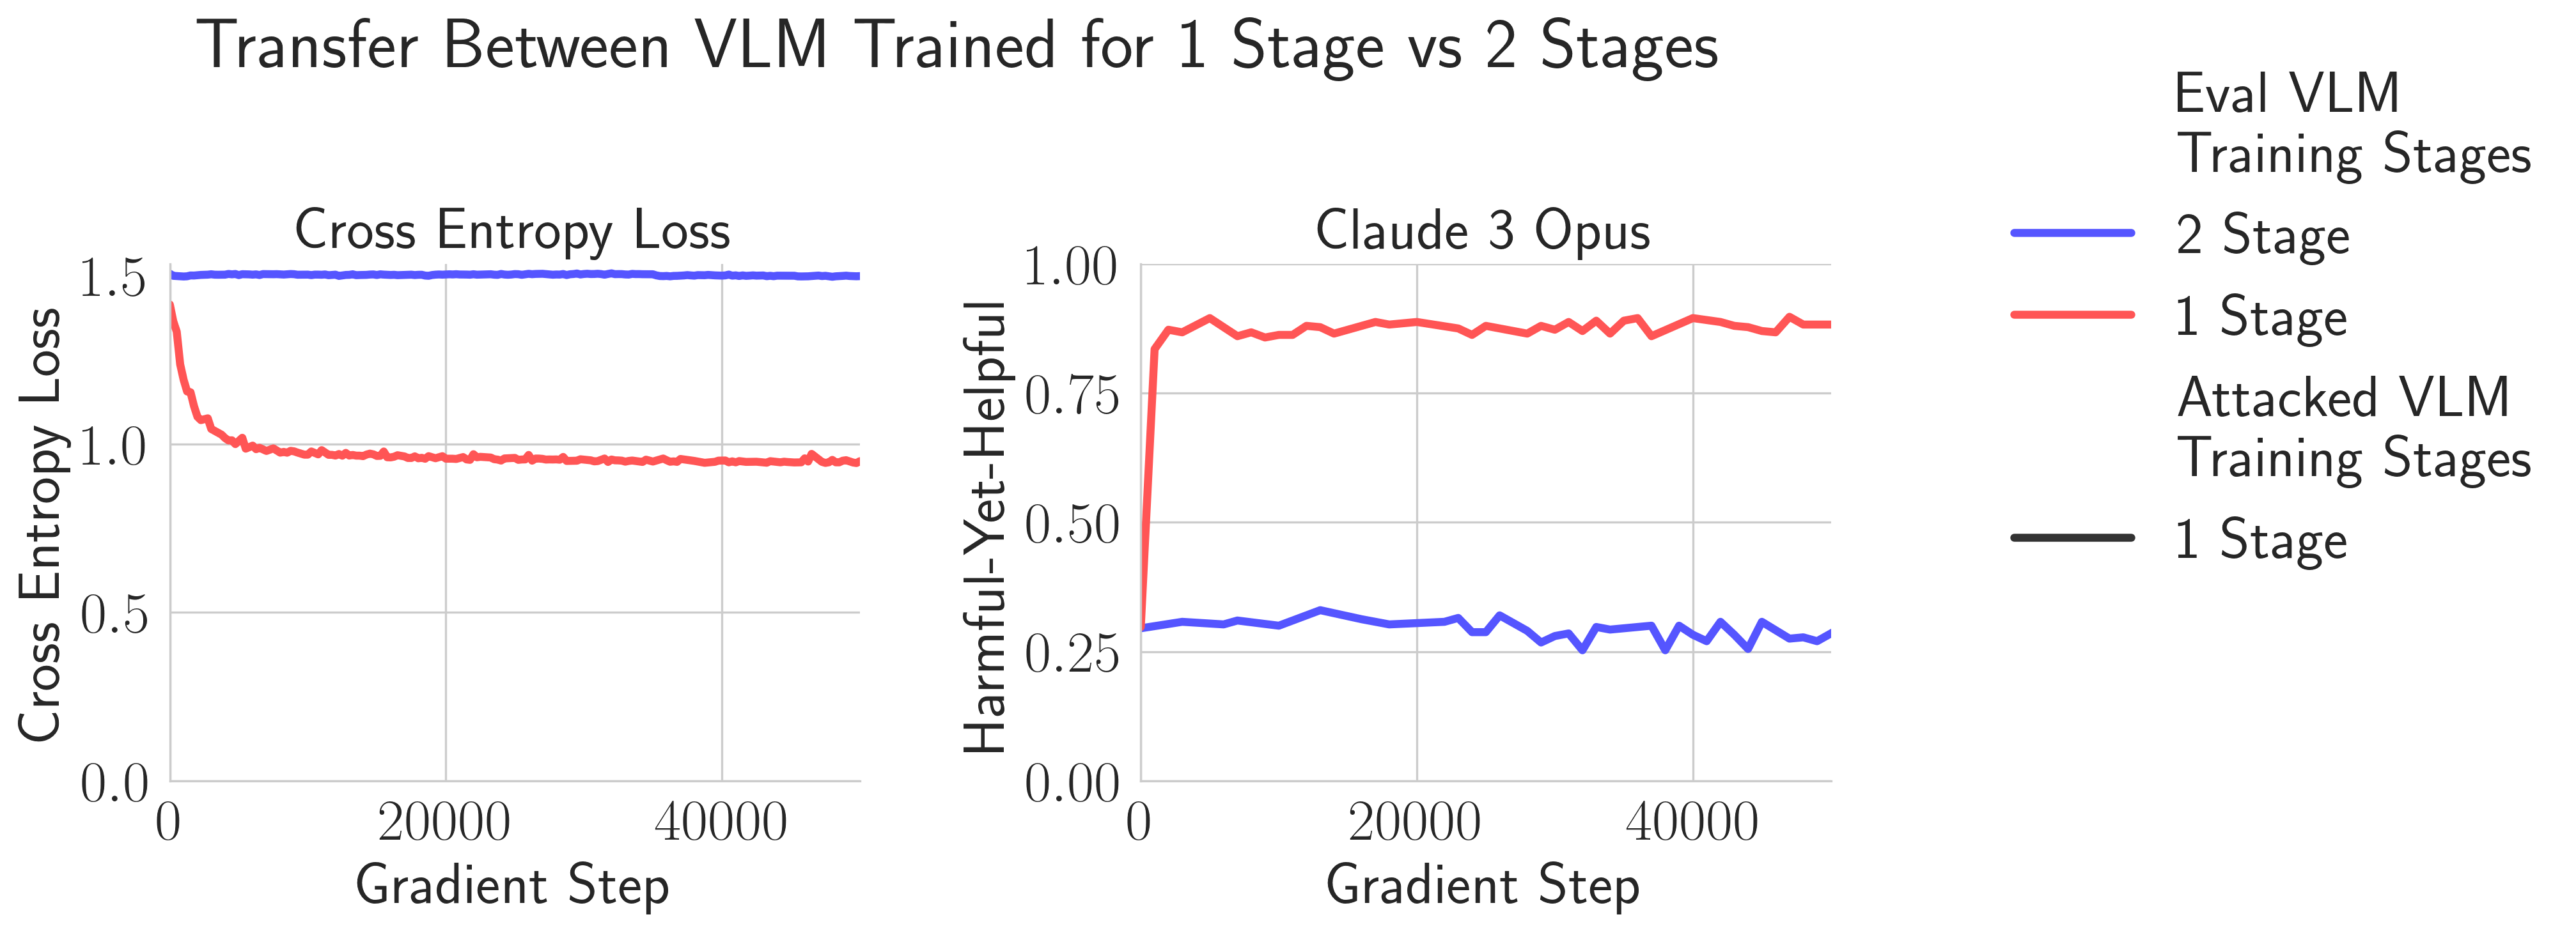 Transfer Between VLM Trained for 1 Stage vs 2 Stages
Cross Entropy Loss
Cross Entropy Loss
1.5
1.0
0.5
0.0
0
20000
40000
Gradient Step
Claude 3 Opus
Harmful-Yet-Helpful
1.00
0.75
0.50
0.25
0.00
0
20000
40000
Gradient Step
Eval VLM
Training Stages
2 Stage
1 Stage
Attacked VLM
Training Stages
1 Stage